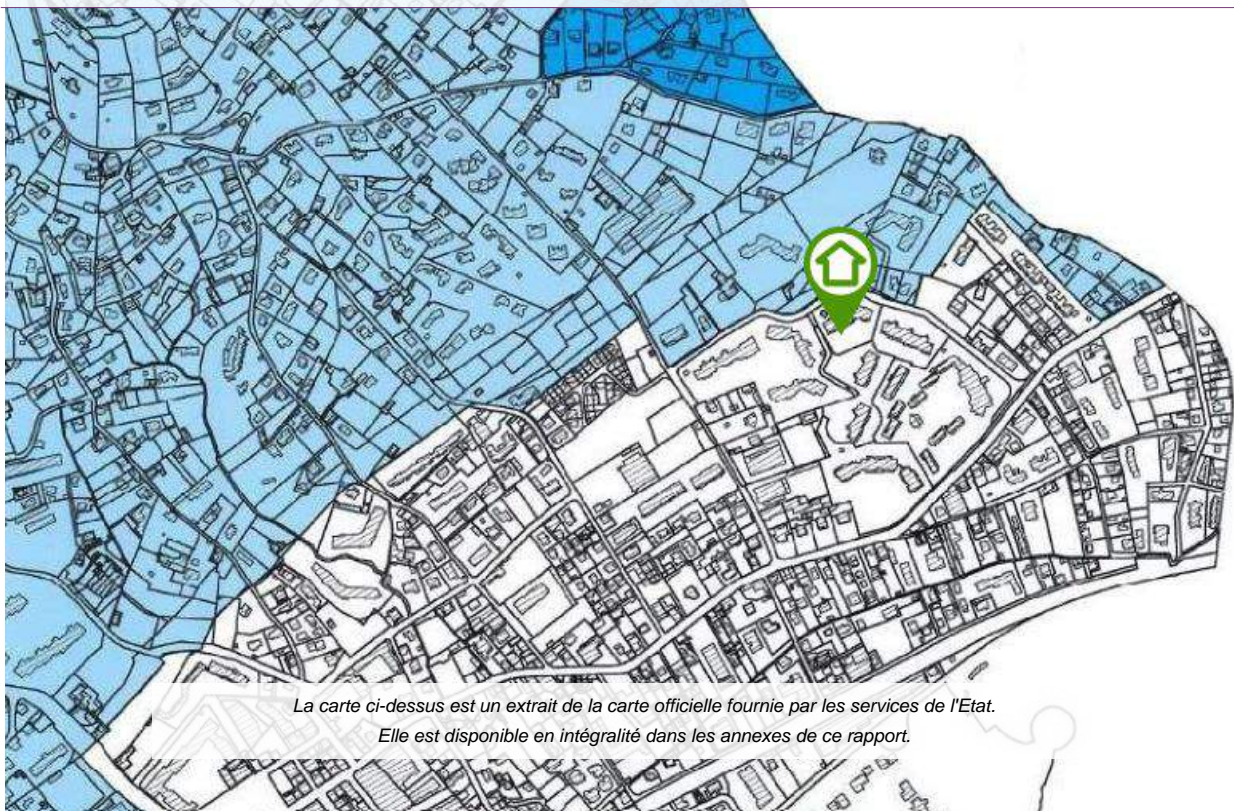 La carte ci-dessus est un extrait de la carte officielle fournie par les services de l'Etat.
Elle est disponible en intégralité dans les annexes de ce rapport.